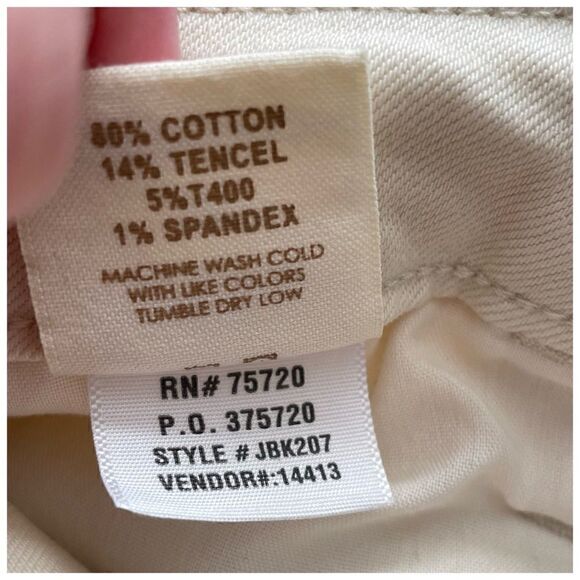 80% COTTON
14% TENCEL
5%T400
1% SPANDEX
MACHINE WASH COLD
WITH LIKE COLORS
TUMBLE DRY LOW
RN# 75720
P.O. 375720
STYLE # JBK207
VENDOR#:14413